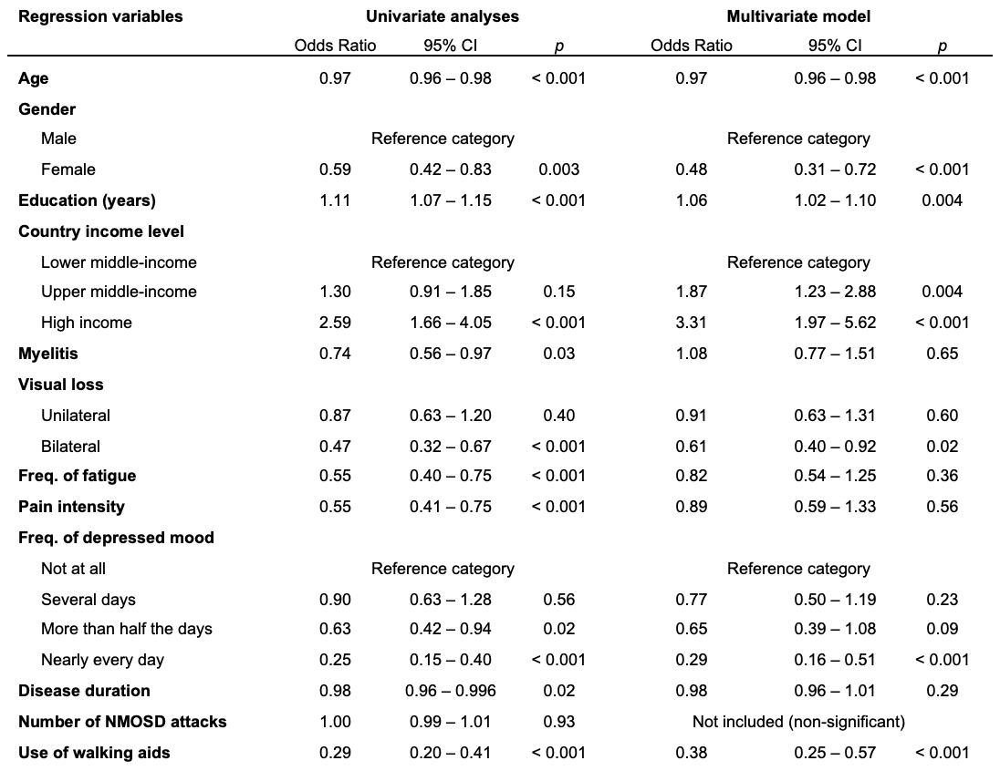 Regression variables Univariate analyses Multivariate model
Odds Ratio 95% CI p Odds Ratio 95% CI p
Age 0.97 0.96 – 0.98 < 0.001 0.97 0.96 – 0.98 < 0.001
Gender
Male Reference category Reference category
Female 0.59 0.42 – 0.83 0.003 0.48 0.31 – 0.72 < 0.001
Education (years) 1.11 1.07 – 1.15 < 0.001 1.06 1.02 – 1.10 0.004
Country income level
Lower middle-income Reference category Reference category
Upper middle-income 1.30 0.91 – 1.85 0.15 1.87 1.23 – 2.88 0.004
High income 2.59 1.66 – 4.05 < 0.001 3.31 1.97 – 5.62 < 0.001
Myelitis 0.74 0.56 – 0.97 0.03 1.08 0.77 – 1.51 0.65
Visual loss
Unilateral 0.87 0.63 – 1.20 0.40 0.91 0.63 – 1.31 0.60
Bilateral 0.47 0.32 – 0.67 < 0.001 0.61 0.40 – 0.92 0.02
Freq. of fatigue 0.55 0.40 – 0.75 < 0.001 0.82 0.54 – 1.25 0.36
Pain intensity 0.55 0.41 – 0.75 < 0.001 0.89 0.59 – 1.33 0.56
Freq. of depressed mood
Not at all Reference category Reference category
Several days 0.90 0.63 – 1.28 0.56 0.77 0.50 – 1.19 0.23
More than half the days 0.63 0.42 – 0.94 0.02 0.65 0.39 – 1.08 0.09
Nearly every day 0.25 0.15 – 0.40 < 0.001 0.29 0.16 – 0.51 < 0.001
Disease duration 0.98 0.96 – 0.996 0.02 0.98 0.96 – 1.01 0.29
Number of NMOSD attacks 1.00 0.99 – 1.01 0.93 Not included (non-significant)
Use of walking aids 0.29 0.20 – 0.41 < 0.001 0.38 0.25 – 0.57 < 0.001